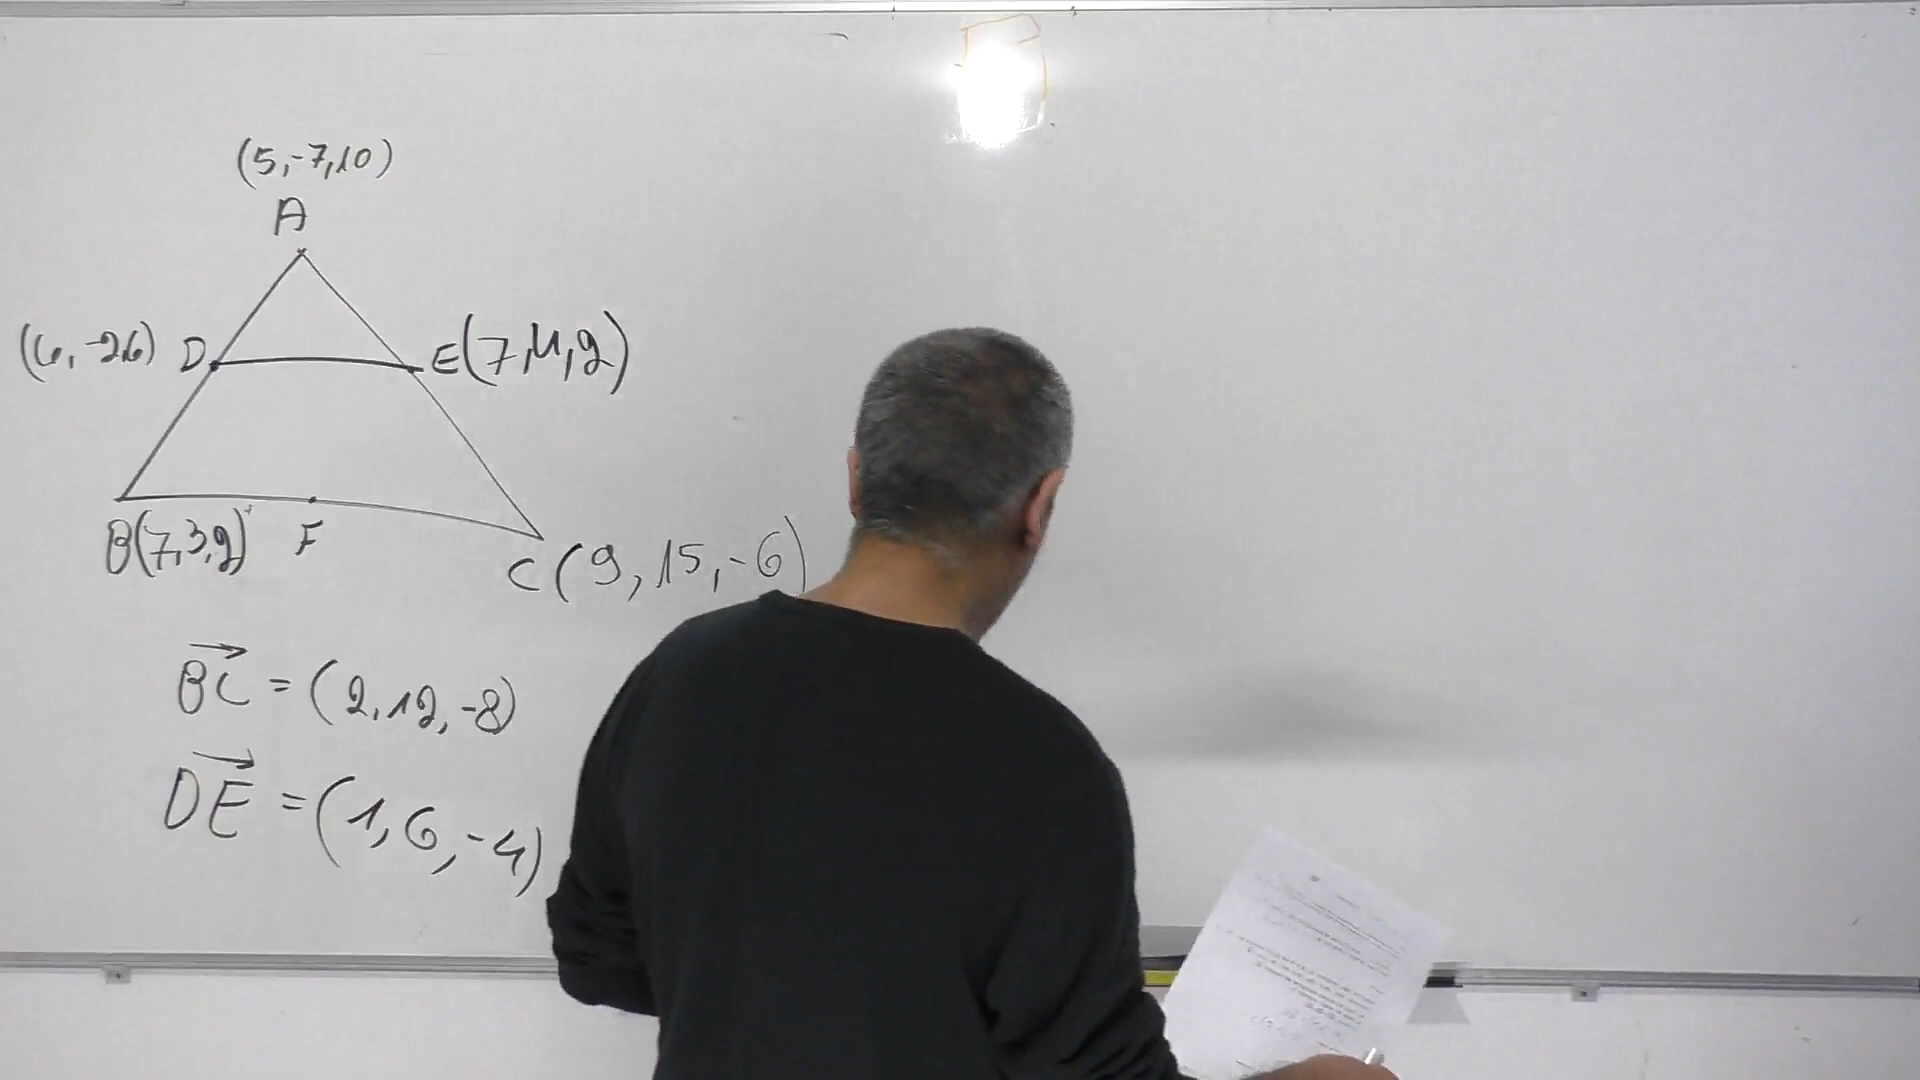 (5,-7,10)
A
(6,-26) D
E(7,4,2)
B(7,3,2)
F
C(9,15,-6)
BC = (2,12,-8)
DE = (1,6,-4)